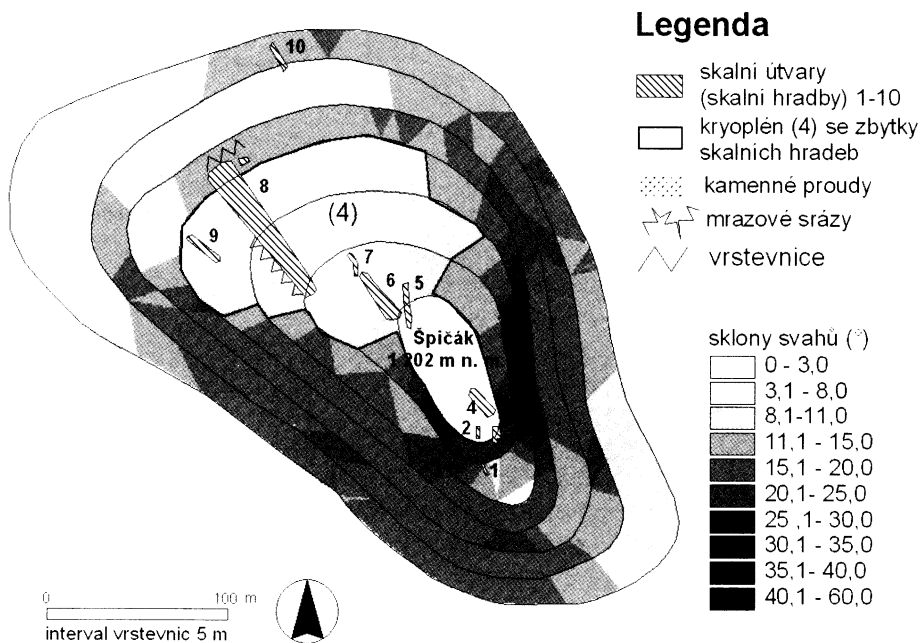 Legenda
skalní útvary
(skalní hradby) 1-10
kryoplén (4) se zbytky
skalních hradeb
kamenné proudy
mrazové srázy
vrstevnice
sklony svahů (°)
0 - 3,0
3,1 - 8,0
8,1-11,0
11,1 - 15,0
15,1 - 20,0
20,1- 25,0
25 ,1- 30,0
30,1 - 35,0
35,1 - 40,0
40,1 - 60,0
10
8
(4)
9
7
6
5
Špičák
1 202 m n. m.
4
2
1
0 100 m
interval vrstevnic 5 m